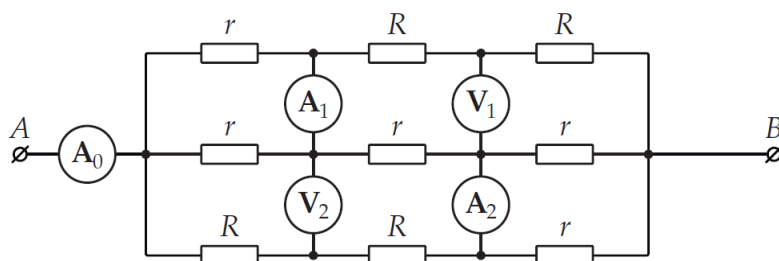 r R R
A₁ V₁
A B
A₀ r r r
V₂ A₂
R R r